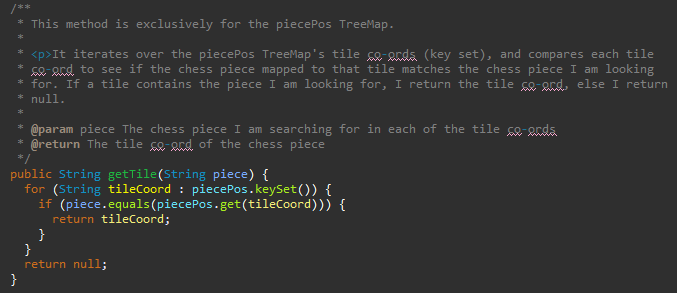 /**
 * This method is exclusively for the piecePos TreeMap.
 *
 * <p>It iterates over the piecePos TreeMap's tile co-ords (key set), and compares each tile
 * co-ord to see if the chess piece mapped to that tile matches the chess piece I am looking
 * for. If a tile contains the piece I am looking for, I return the tile co-ord, else I return
 * null.
 *
 * @param piece The chess piece I am searching for in each of the tile co-ords
 * @return The tile co-ord of the chess piece
 */
public String getTile(String piece) {
  for (String tileCoord : piecePos.keySet()) {
    if (piece.equals(piecePos.get(tileCoord))) {
      return tileCoord;
    }
  }
  return null;
}